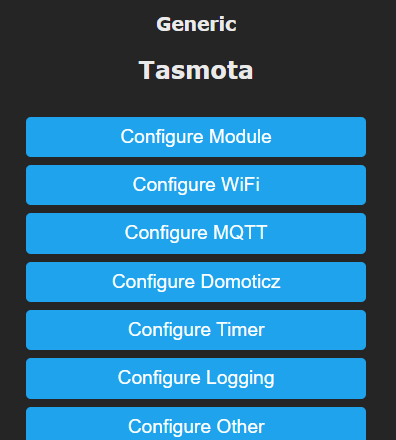 Generic
Tasmota
Configure Module
Configure WiFi
Configure MQTT
Configure Domoticz
Configure Timer
Configure Logging
Configure Other